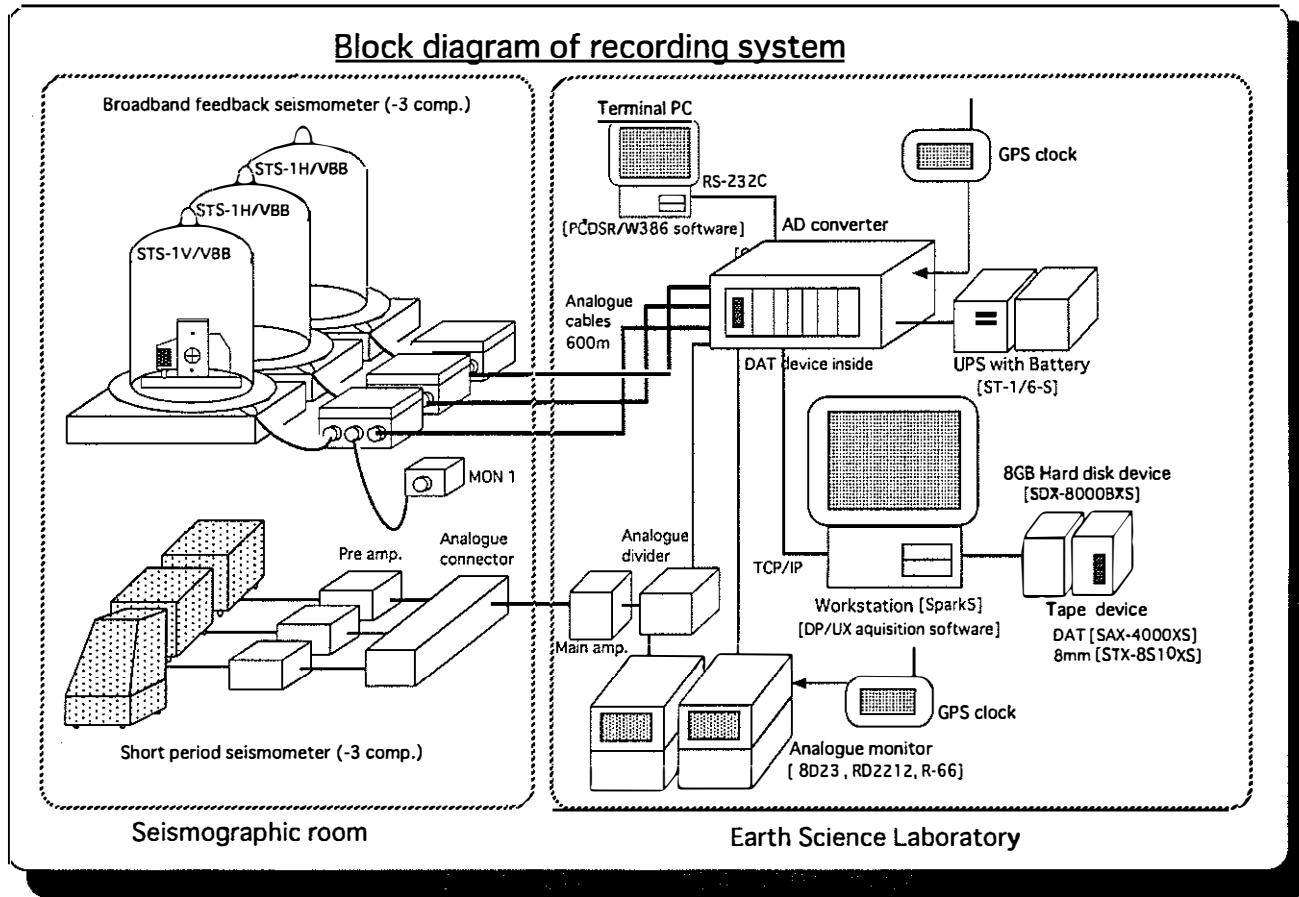 Block diagram of recording system
Broadband feedback seismometer (-3 comp.)
STS-1H/VBB
STS-1H/VBB
STS-1V/VBB
MON 1
Pre amp.
Analogue
connector
Short period seismometer (-3 comp.)
Seismographic room
Terminal PC
RS-232C
[PCDSR/W386 software]
GPS clock
AD converter
Analogue
cables
600m
DAT device inside
UPS with Battery
[ST-1/6-S]
8GB Hard disk device
[SDX-8000BXS]
Analogue
divider
Main amp.
TCP/IP
Workstation [SparkS]
[DP/UX aquisition software]
Tape device
DAT [SAX-4000XS]
8mm [STX-8S10XS]
GPS clock
Analogue monitor
[ 8D23 , RD2212, R-66]
Earth Science Laboratory